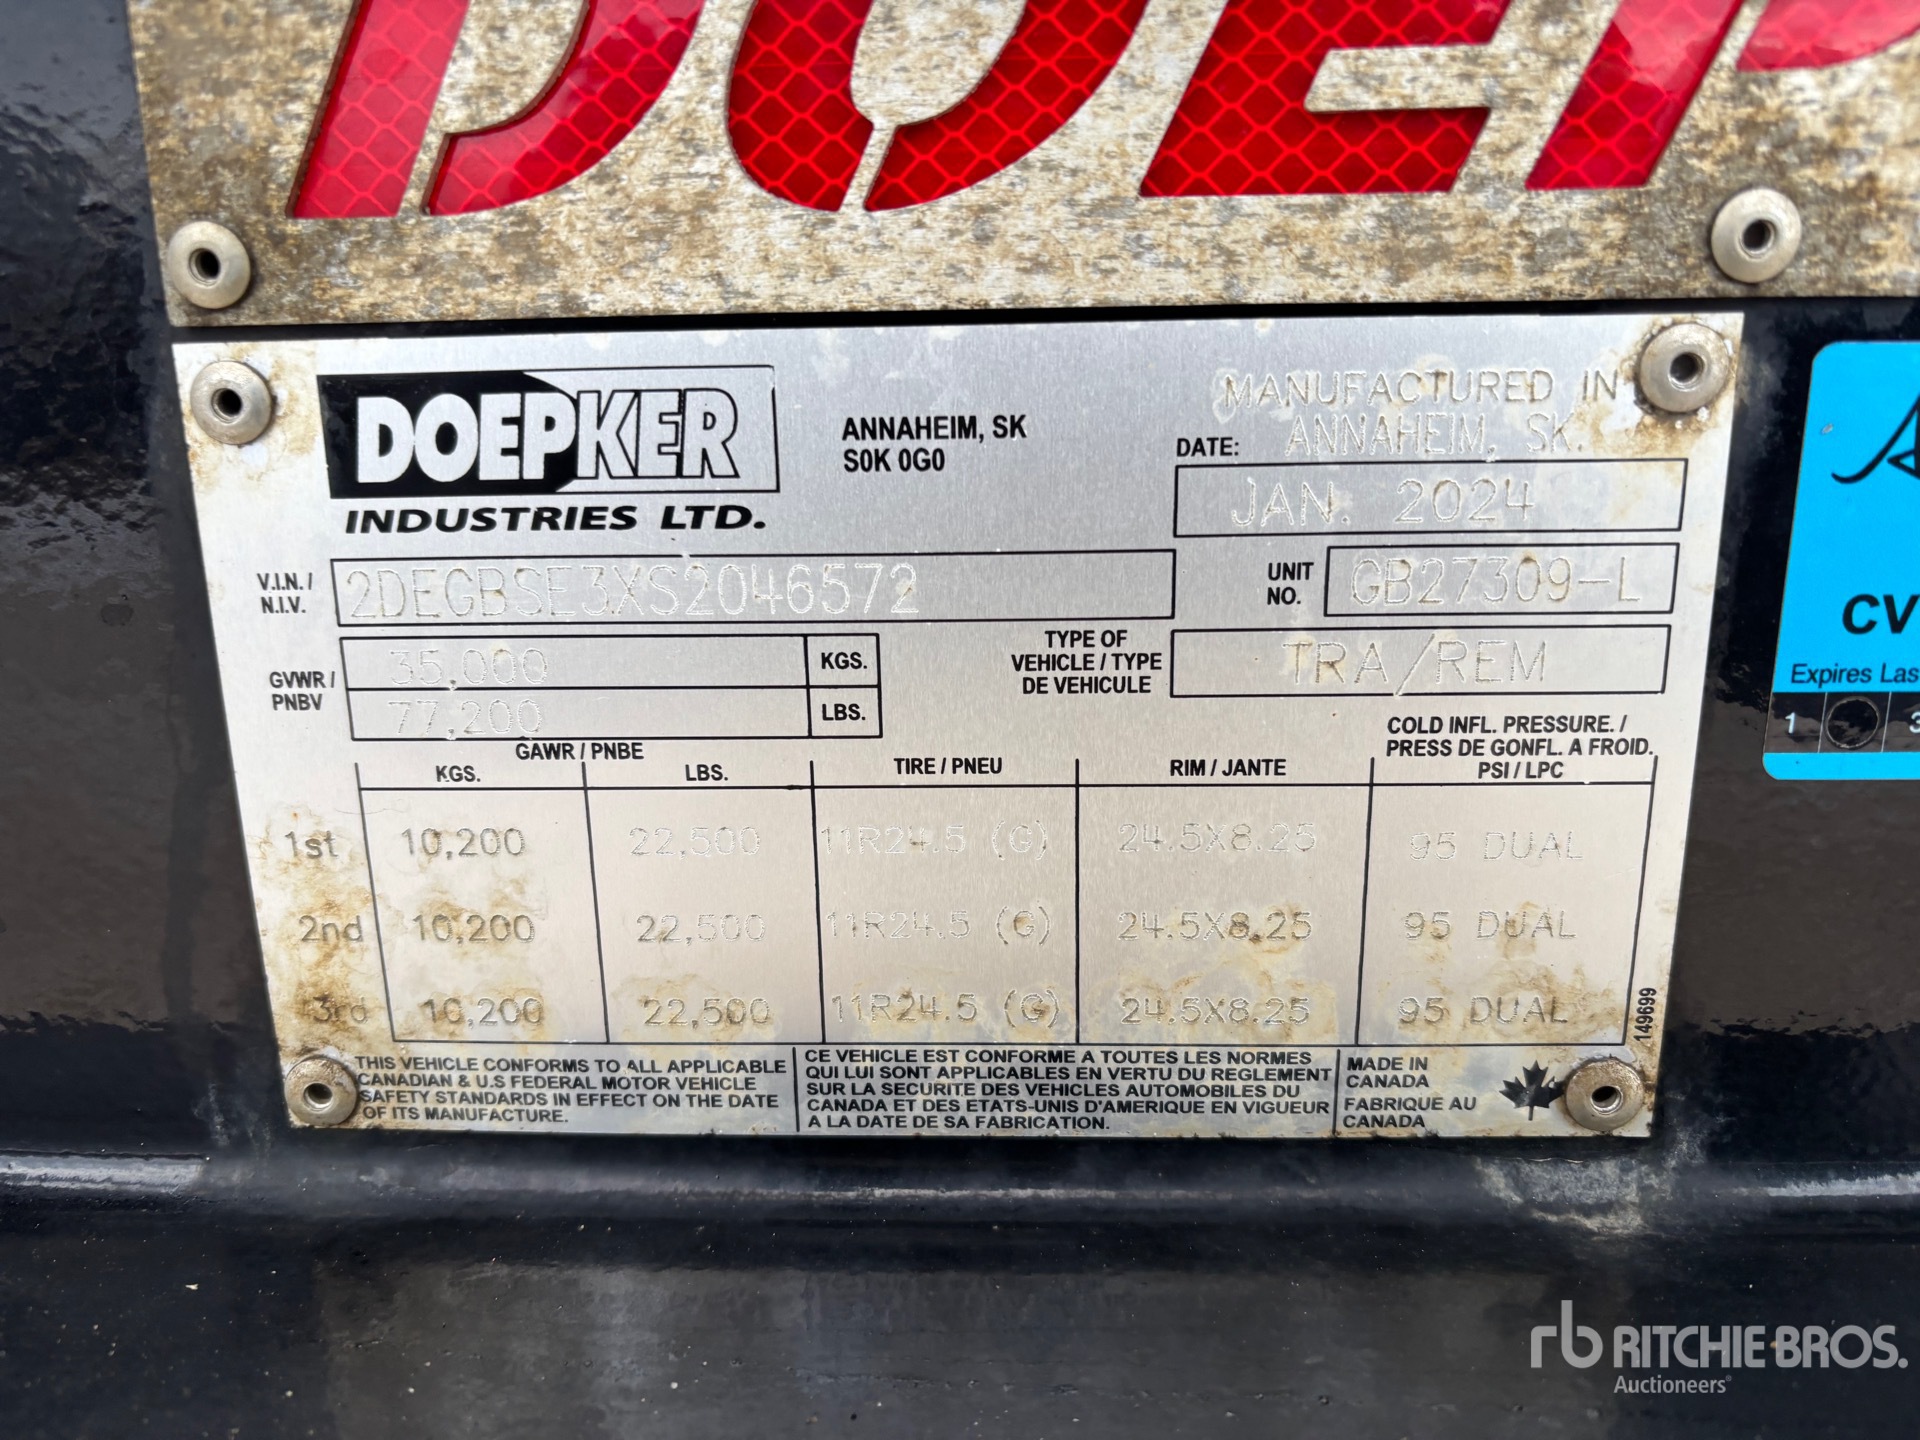 DOEP
DOEPKER
INDUSTRIES LTD.
ANNAHEIM, SK
S0K 0G0
MANUFACTURED IN
ANNAHEIM, SK.
DATE:
JAN. 2024
V.I.N. /
N.I.V.
2DEGBSE3XS2046572
UNIT
NO.
GB27309-L
GVWR /
PNBV
35,000 KGS.
77,200 LBS.
TYPE OF
VEHICLE / TYPE
DE VEHICULE
TRA/REM
GAWR / PNBE
KGS. LBS. TIRE / PNEU RIM / JANTE
COLD INFL. PRESSURE. /
PRESS DE GONFL. A FROID.
PSI / LPC
1st 10,200 22,500 11R24.5 (G) 24.5X8.25 95 DUAL
2nd 10,200 22,500 11R24.5 (G) 24.5X8.25 95 DUAL
3rd 10,200 22,500 11R24.5 (G) 24.5X8.25 95 DUAL
149699
THIS VEHICLE CONFORMS TO ALL APPLICABLE
CANADIAN & U.S FEDERAL MOTOR VEHICLE
SAFETY STANDARDS IN EFFECT ON THE DATE
OF ITS MANUFACTURE.
CE VEHICLE EST CONFORME A TOUTES LES NORMES
QUI LUI SONT APPLICABLES EN VERTU DU REGLEMENT
SUR LA SECURITE DES VEHICLES AUTOMOBILES DU
CANADA ET DES ETATS-UNIS D'AMERIQUE EN VIGUEUR
A LA DATE DE SA FABRICATION.
MADE IN
CANADA
FABRIQUE AU
CANADA
CV
Expires Las
1 3
rb RITCHIE BROS.
Auctioneers